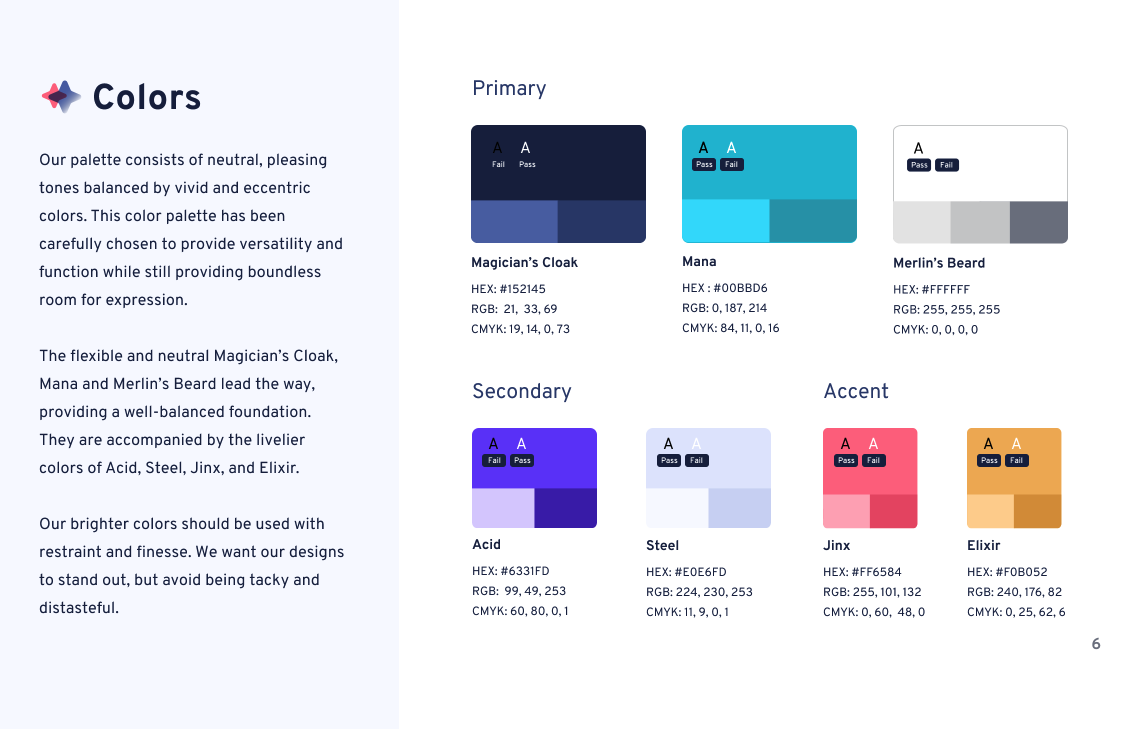 Colors
Our palette consists of neutral, pleasing
tones balanced by vivid and eccentric
colors. This color palette has been
carefully chosen to provide versatility and
function while still providing boundless
room for expression.
The flexible and neutral Magician's Cloak,
Mana and Merlin's Beard lead the way,
providing a well-balanced foundation.
They are accompanied by the livelier
colors of Acid, Steel, Jinx, and Elixir.
Our brighter colors should be used with
restraint and finesse. We want our designs
to stand out, but avoid being tacky and
distasteful.
Primary
A A
Fail Pass
Magician's Cloak
HEX: #152145
RGB: 21, 33, 69
CMYK: 19, 14, 0, 73
A A
Pass Fail
Mana
HEX : #00BBD6
RGB: 0, 187, 214
CMYK: 84, 11, 0, 16
A
Pass Fail
Merlin's Beard
HEX: #FFFFFF
RGB: 255, 255, 255
CMYK: 0, 0, 0, 0
Secondary
A A
Fail Pass
Acid
HEX: #6331FD
RGB: 99, 49, 253
CMYK: 60, 80, 0, 1
A A
Pass Fail
Steel
HEX: #E0E6FD
RGB: 224, 230, 253
CMYK: 11, 9, 0, 1
Accent
A A
Pass Fail
Jinx
HEX: #FF6584
RGB: 255, 101, 132
CMYK: 0, 60, 48, 0
A A
Pass Fail
Elixir
HEX: #F0B052
RGB: 240, 176, 82
CMYK: 0, 25, 62, 6
6